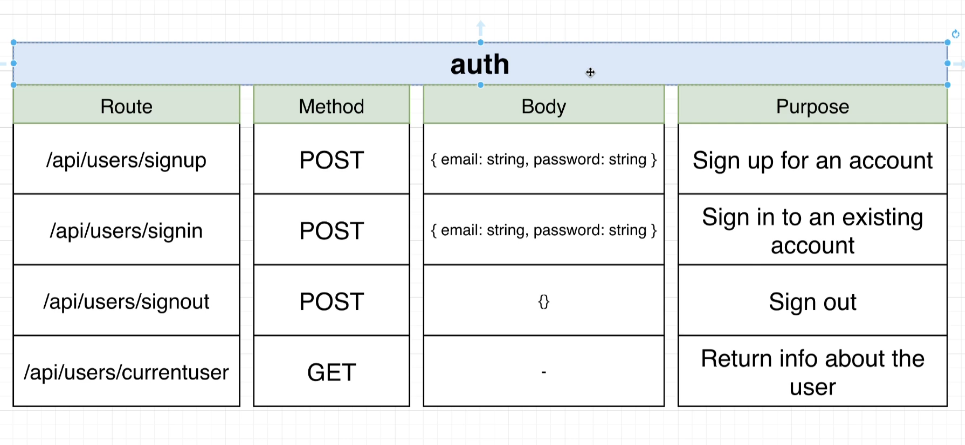 auth
Route Method Body Purpose
/api/users/signup POST { email: string, password: string } Sign up for an account
/api/users/signin POST { email: string, password: string } Sign in to an existing
account
/api/users/signout POST {} Sign out
/api/users/currentuser GET - Return info about the
user